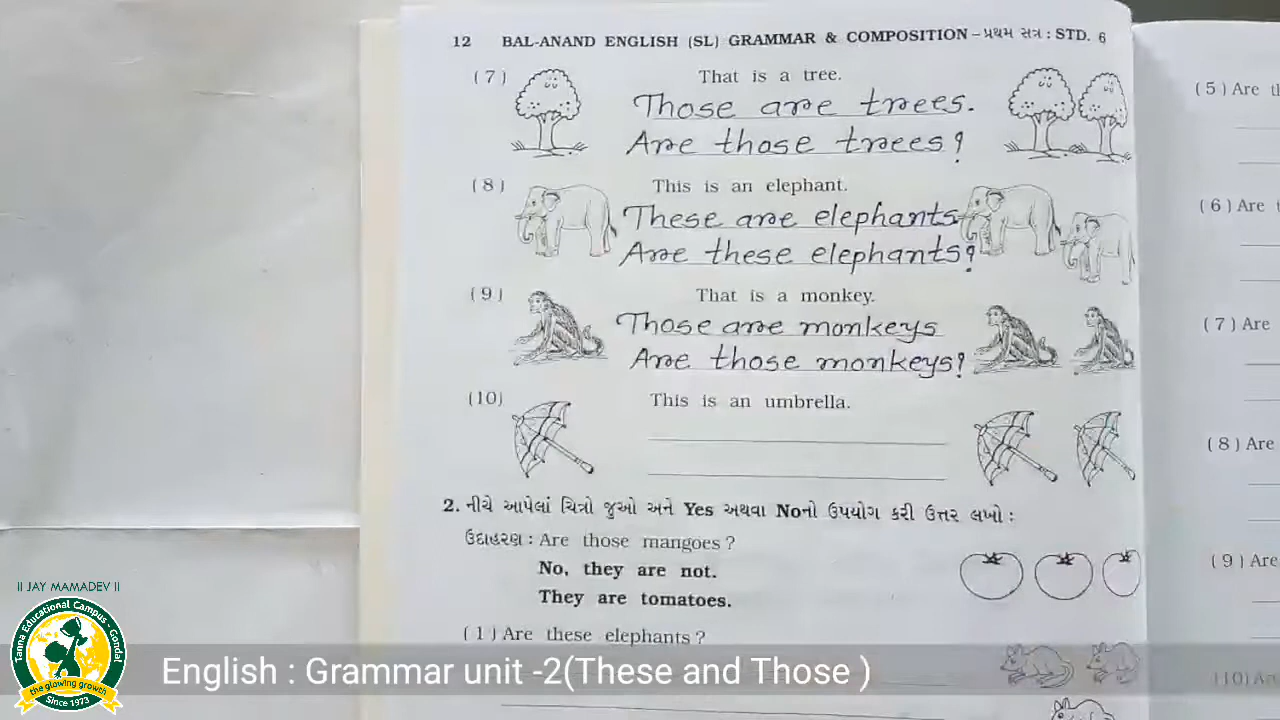 12 BAL-ANAND ENGLISH (SL) GRAMMAR & COMPOSITION – પ્રથમ સત્ર : STD. 6
(7) That is a tree.
Those are trees.
Are those trees?
(8) This is an elephant.
These are elephants
Are these elephants?
(9) That is a monkey.
Those are monkeys
Are those monkeys?
(10) This is an umbrella.
2. નીચે આપેલાં ચિત્રો જુઓ અને Yes અથવા Noનો ઉપયોગ કરી ઉત્તર લખો :
ઉદાહરણ : Are those mangoes ?
No, they are not.
They are tomatoes.
(1) Are these elephants ?
(5) Are
(6) Are
(7) Are
(8) Are
(9) Are
(10)
|| JAY MAMADEV ||
Tanna Educational Campus - Gondal
the glowing growth
Since 1973
English : Grammar unit -2(These and Those )